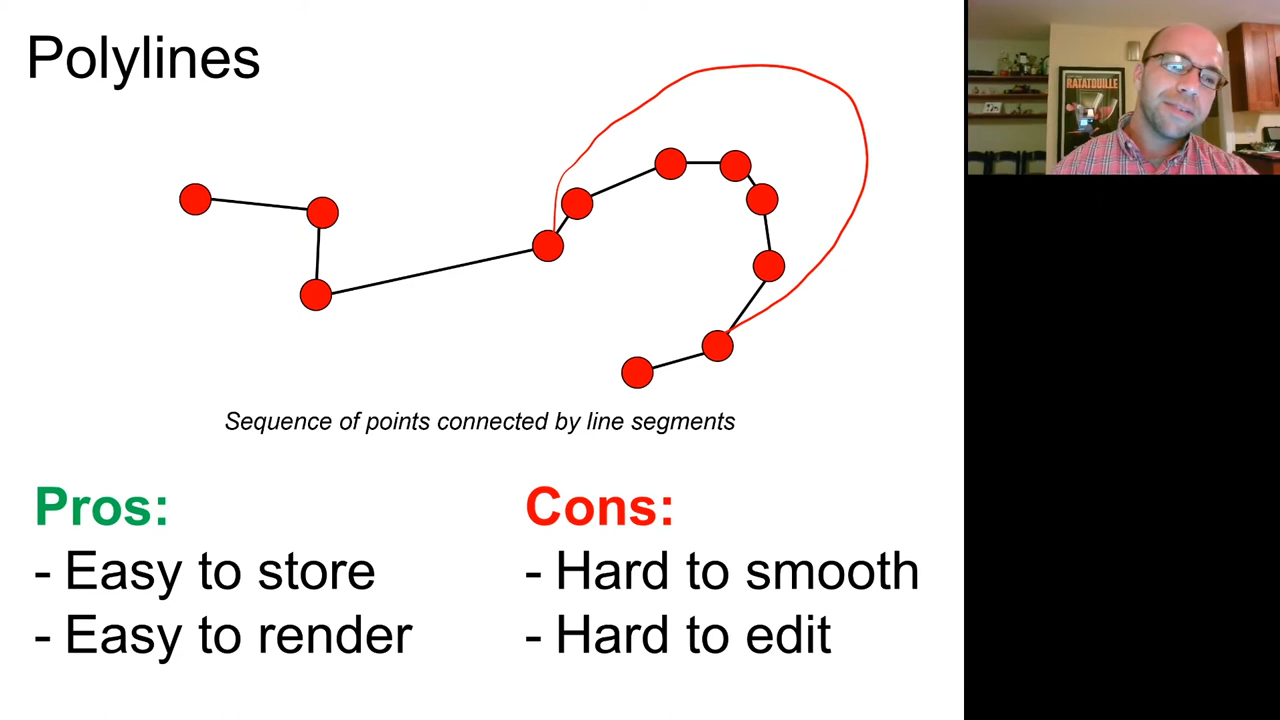 Polylines
RATATOUILLE
Sequence of points connected by line segments
Pros:
- Easy to store
- Easy to render
Cons:
- Hard to smooth
- Hard to edit